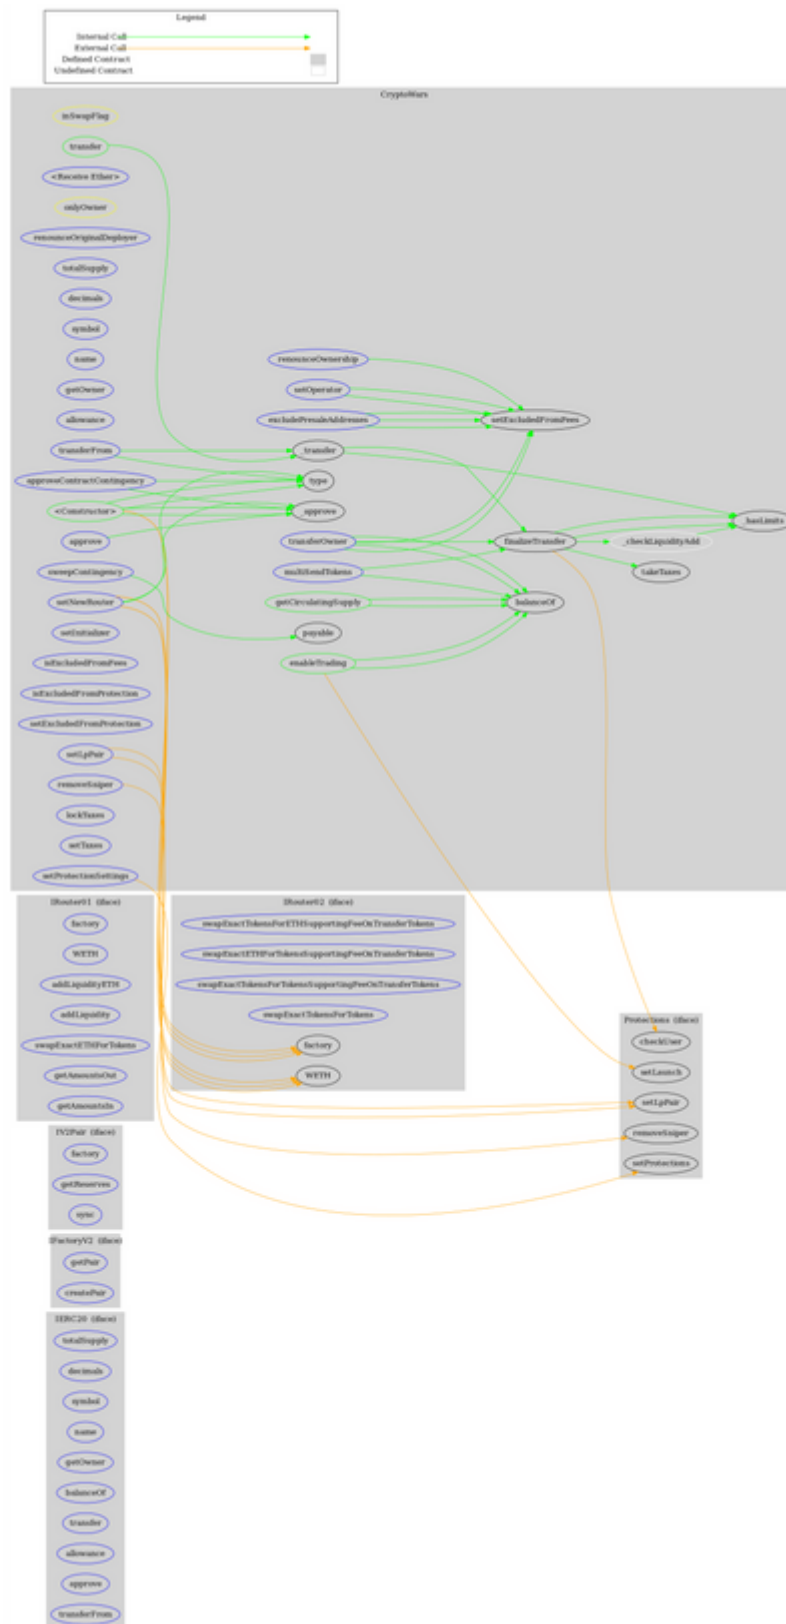 Legend
Internal Call
External Call
Defined Contract
Undefined Contract
CryptoWars
inSwapFlag
transfer
<Receive Ether>
onlyOwner
renounceOriginalDeployer
totalSupply
decimals
symbol
name
getOwner
allowance
transferFrom
approveContractContingency
<Constructor>
approve
sweepContingency
setNewRouter
setInitializer
isExcludedFromFees
isExcludedFromProtection
setExcludedFromProtection
setLpPair
removeSniper
lockTaxes
setTaxes
setProtectionSettings
renounceOwnership
setOperator
excludePresaleAddresses
_transfer
type
_approve
transferOwner
multiSendTokens
getCirculatingSupply
payable
enableTrading
setExcludedFromFees
finalizeTransfer
balanceOf
_checkLiquidityAdd
takeTaxes
_hasLimits
IRouter01 (iface)
factory
WETH
addLiquidityETH
addLiquidity
swapExactETHForTokens
getAmountsOut
getAmountsIn
IRouter02 (iface)
swapExactTokensForETHSupportingFeeOnTransferTokens
swapExactETHForTokensSupportingFeeOnTransferTokens
swapExactTokensForTokensSupportingFeeOnTransferTokens
swapExactTokensForTokens
factory
WETH
Protections (iface)
checkUser
setLaunch
setLpPair
removeSniper
setProtections
IV2Pair (iface)
factory
getReserves
sync
IFactoryV2 (iface)
getPair
createPair
IERC20 (iface)
totalSupply
decimals
symbol
name
getOwner
balanceOf
transfer
allowance
approve
transferFrom